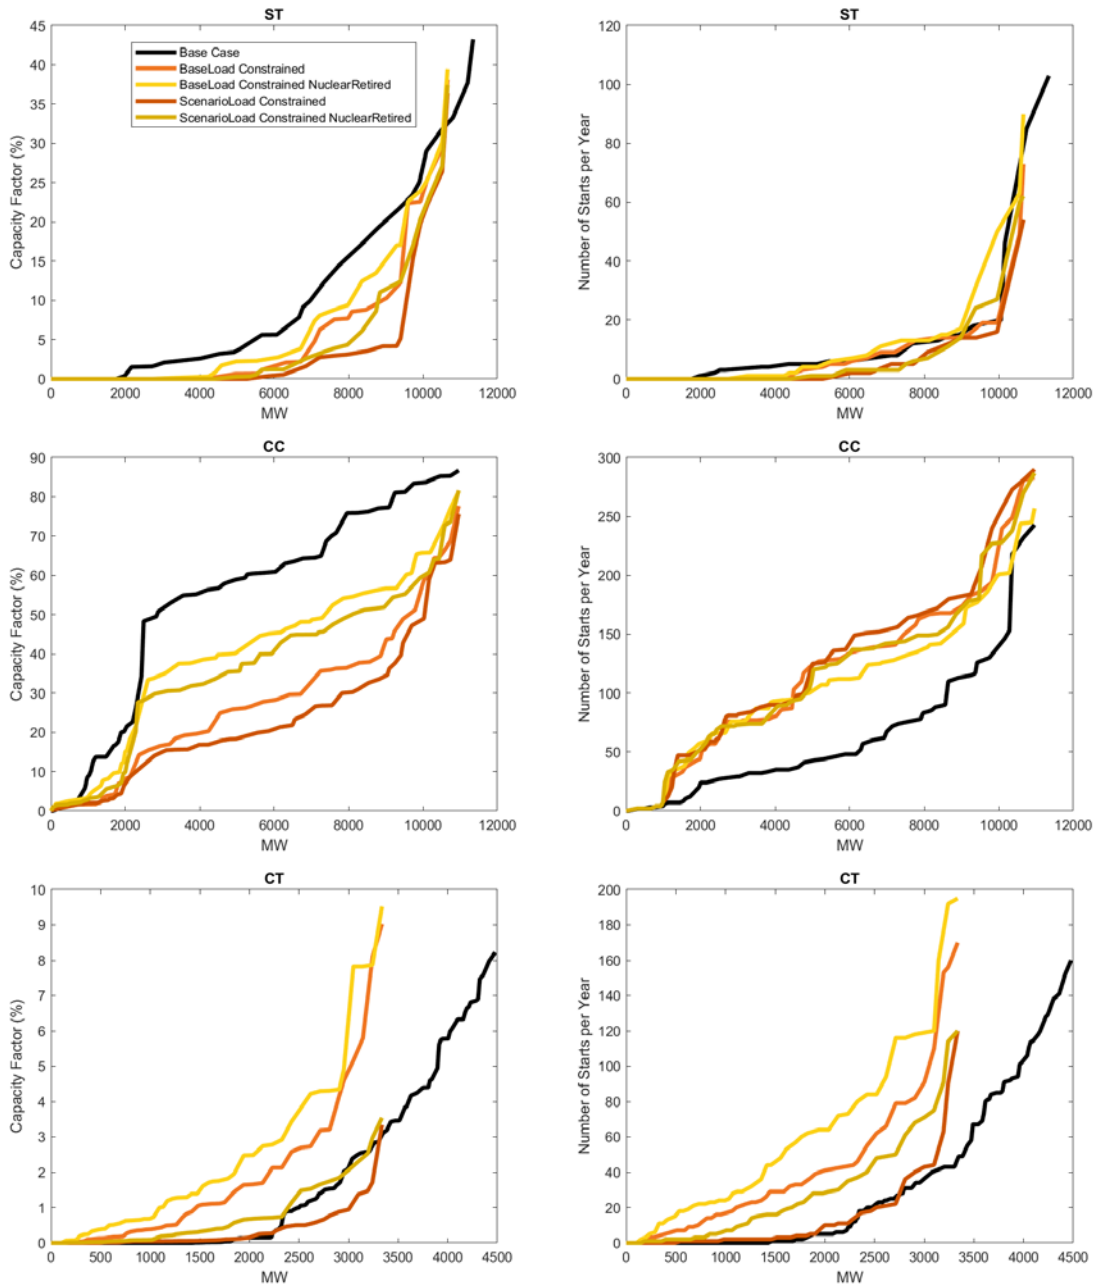 ST
45
40
35
30
25
20
15
10
5
0
Capacity Factor (%)
Base Case
BaseLoad Constrained
BaseLoad Constrained NuclearRetired
ScenarioLoad Constrained
ScenarioLoad Constrained NuclearRetired
0 2000 4000 6000 8000 10000 12000
MW
ST
120
100
80
60
40
20
0
Number of Starts per Year
0 2000 4000 6000 8000 10000 12000
MW
CC
90
80
70
60
50
40
30
20
10
0
Capacity Factor (%)
0 2000 4000 6000 8000 10000 12000
MW
CC
300
250
200
150
100
50
0
Number of Starts per Year
0 2000 4000 6000 8000 10000 12000
MW
CT
10
9
8
7
6
5
4
3
2
1
0
Capacity Factor (%)
0 500 1000 1500 2000 2500 3000 3500 4000 4500
MW
CT
200
180
160
140
120
100
80
60
40
20
0
Number of Starts per Year
0 500 1000 1500 2000 2500 3000 3500 4000 4500
MW